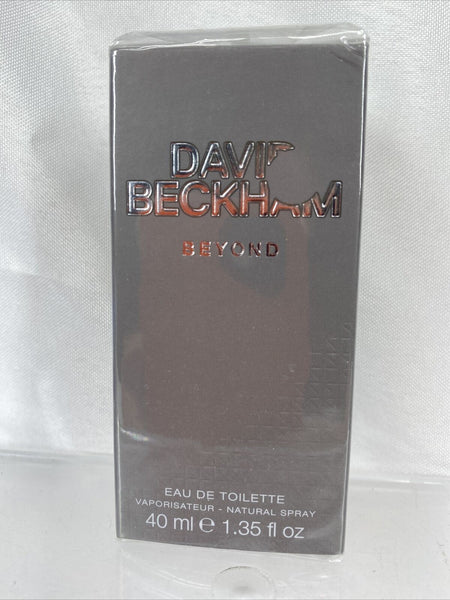 DAVID
BECKHAM
BEYOND
EAU DE TOILETTE
VAPORISATEUR - NATURAL SPRAY
40 ml ℮ 1.35 fl oz